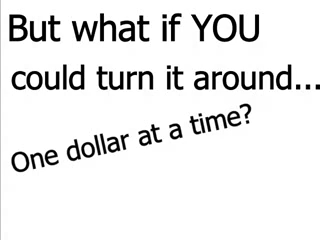 But what if YOU
could turn it around...
One dollar at a time?